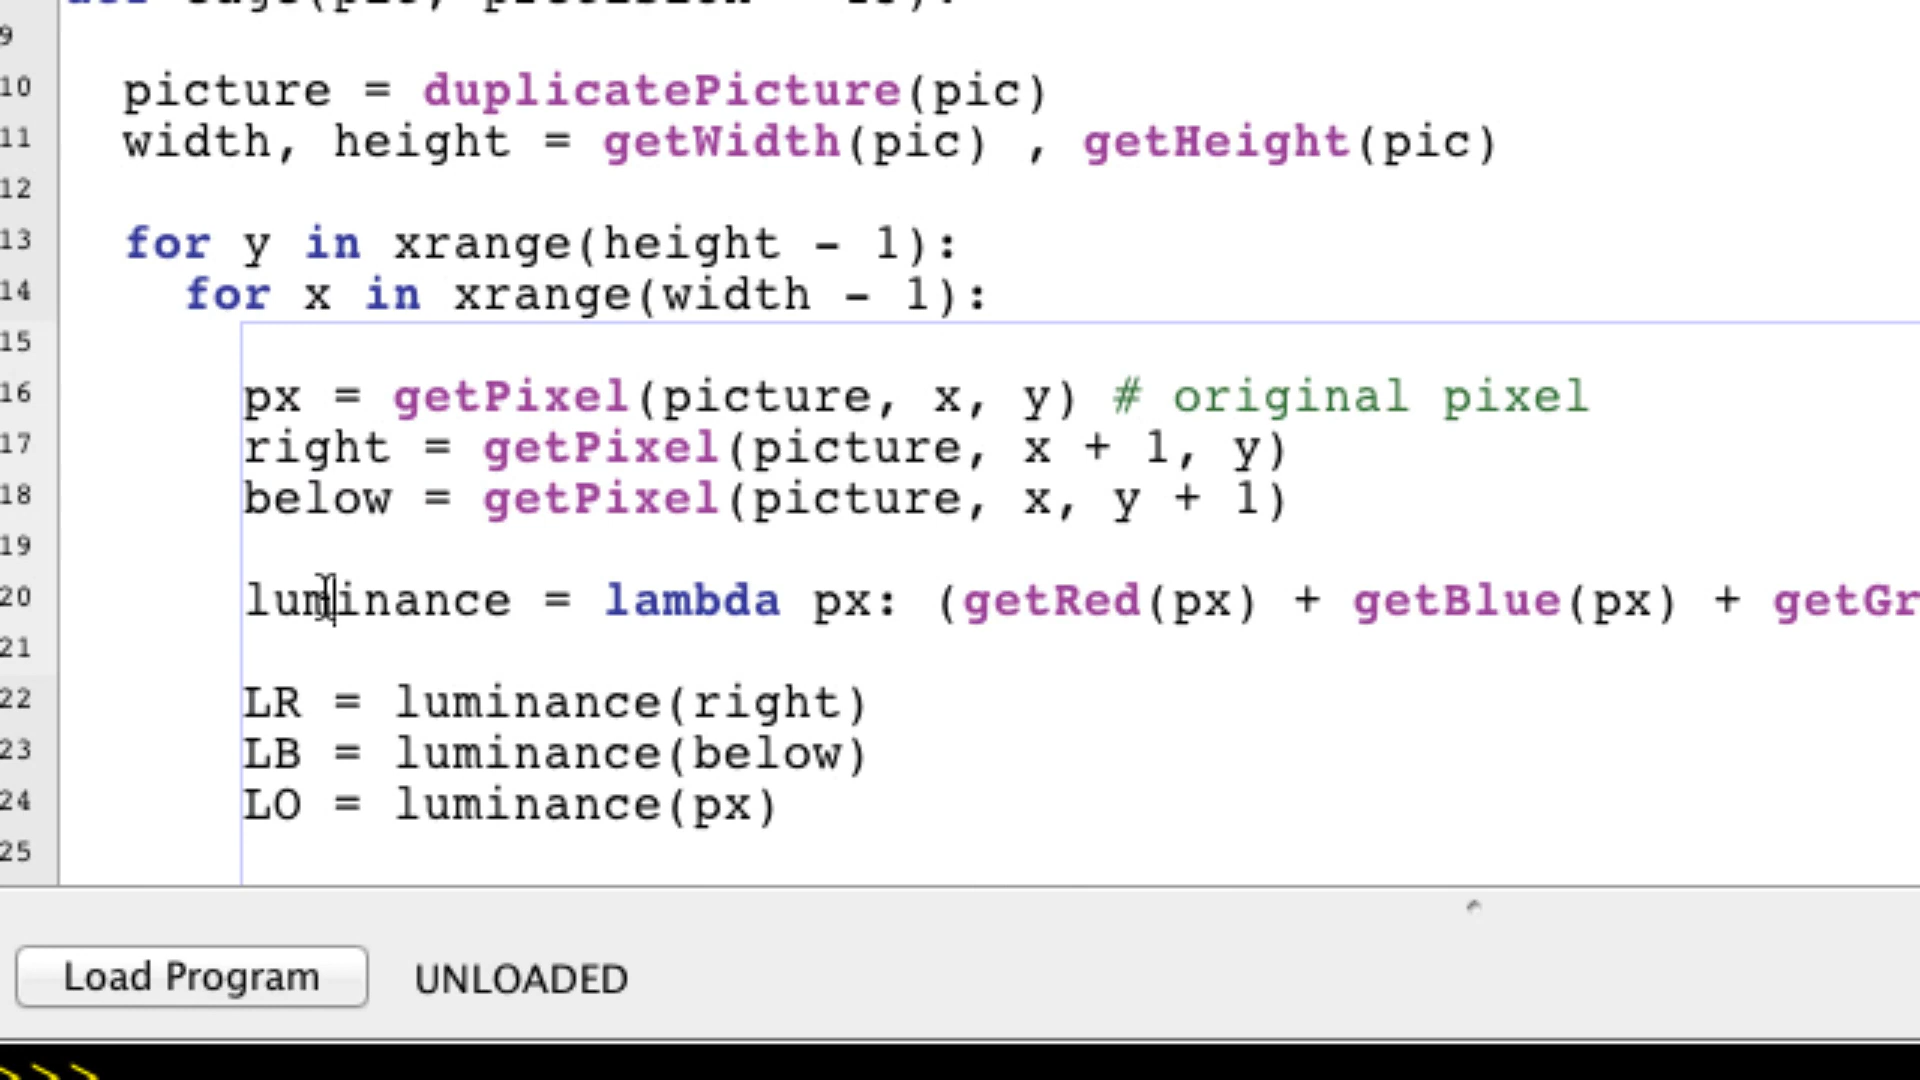 9
10 picture = duplicatePicture(pic)
11 width, height = getWidth(pic) , getHeight(pic)
12
13 for y in xrange(height - 1):
14 for x in xrange(width - 1):
15
16 px = getPixel(picture, x, y) # original pixel
17 right = getPixel(picture, x + 1, y)
18 below = getPixel(picture, x, y + 1)
19
20 luminance = lambda px: (getRed(px) + getBlue(px) + getGr
21
22 LR = luminance(right)
23 LB = luminance(below)
24 LO = luminance(px)
25
Load Program UNLOADED
>>>